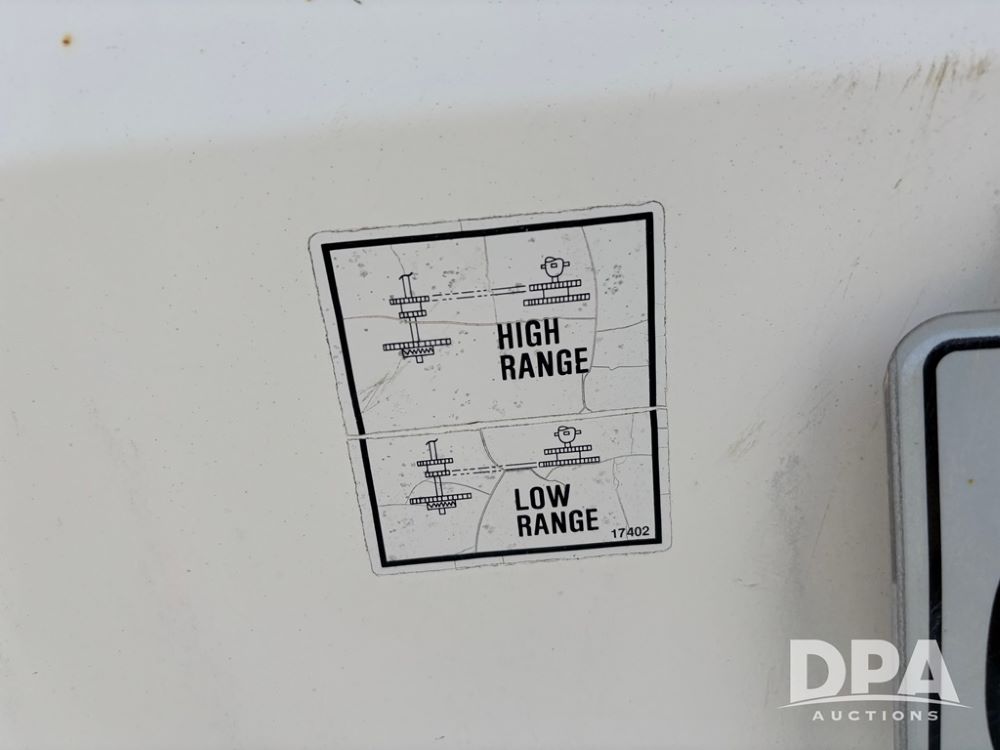 HIGH
RANGE
LOW
RANGE
17402
DPA
AUCTIONS